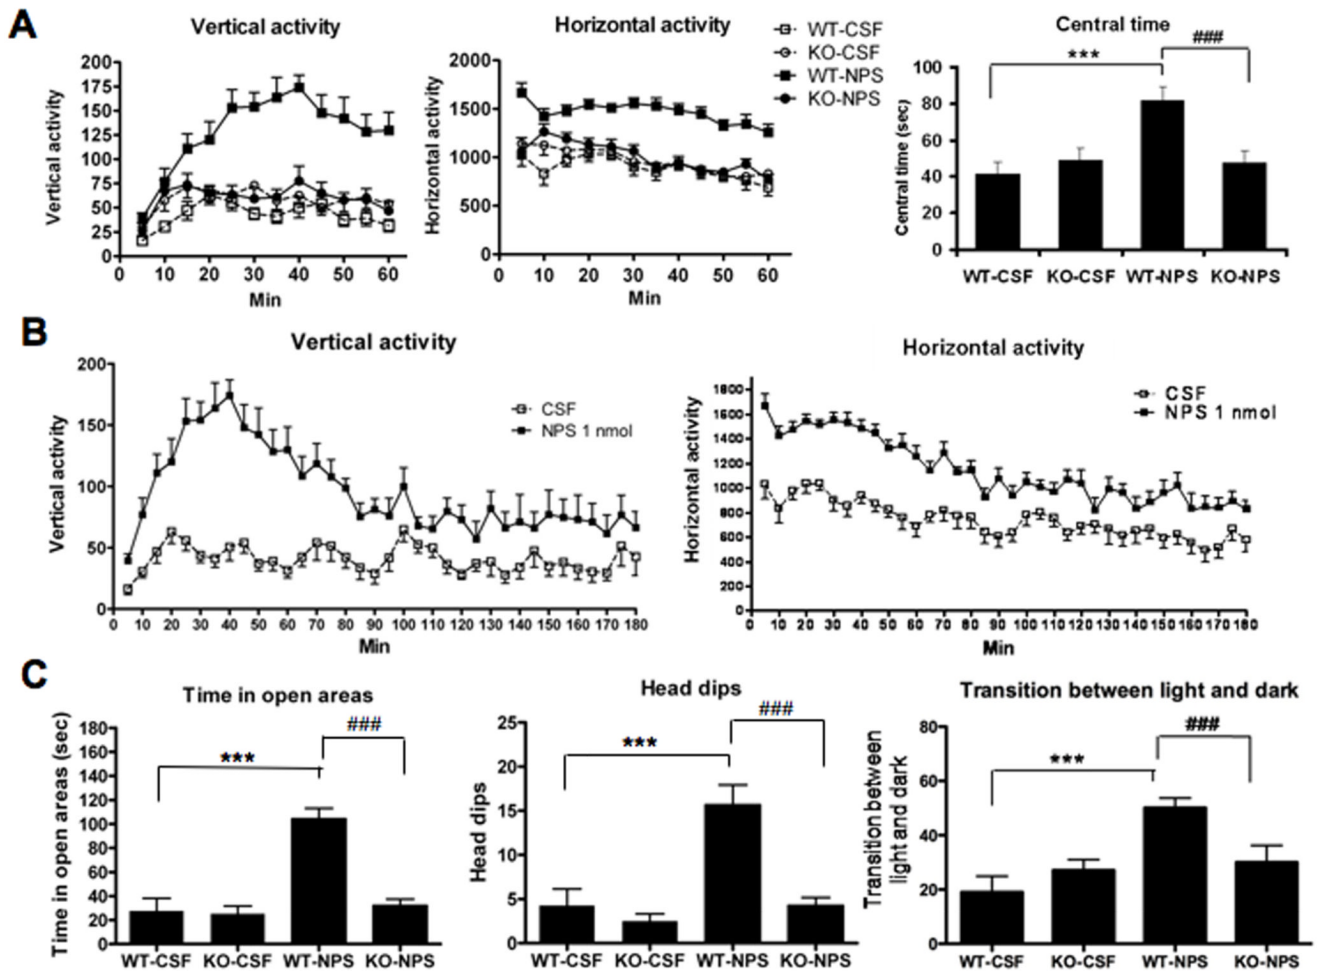 A
Vertical activity
Vertical activity
200
175
150
125
100
75
50
25
0
0 10 20 30 40 50 60
Min
Horizontal activity
Horizontal activity
2000
1500
1000
500
0
0 10 20 30 40 50 60
Min
WT-CSF
KO-CSF
WT-NPS
KO-NPS
Central time
*** ###
Central time (sec)
100
80
60
40
20
0
WT-CSF KO-CSF WT-NPS KO-NPS
B
Vertical activity
Vertical activity
200
150
100
50
0
0 10 20 30 40 50 60 70 80 90 100 110 120 130 140 150 160 170 180
Min
CSF
NPS 1 nmol
Horizontal activity
Horizontal activity
1800
1600
1400
1200
1000
800
600
400
200
0
0 10 20 30 40 50 60 70 80 90 100 110 120 130 140 150 160 170 180
Min
CSF
NPS 1 nmol
C
Time in open areas
*** ###
Time in open areas (sec)
180
160
140
120
100
80
60
40
20
0
WT-CSF KO-CSF WT-NPS KO-NPS
Head dips
*** ###
Head dips
25
20
15
10
5
0
WT-CSF KO-CSF WT-NPS KO-NPS
Transition between light and dark
*** ###
Transition between
light and dark
80
60
40
20
0
WT-CSF KO-CSF WT-NPS KO-NPS